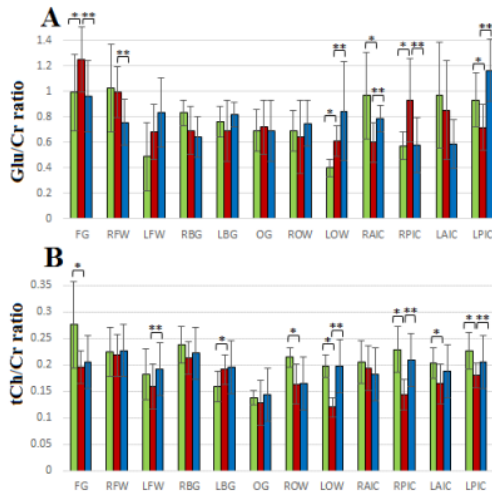 A
Glu/Cr ratio
1.4
1.2
1
0.8
0.6
0.4
0.2
0
* ** ** * ** * ** * ** * **
FG RFW LFW RBG LBG OG ROW LOW RAIC RPIC LAIC LPIC
B
tCh/Cr ratio
0.35
0.3
0.25
0.2
0.15
0.1
0.05
0
* ** * * * ** * ** * * **
FG RFW LFW RBG LBG OG ROW LOW RAIC RPIC LAIC LPIC